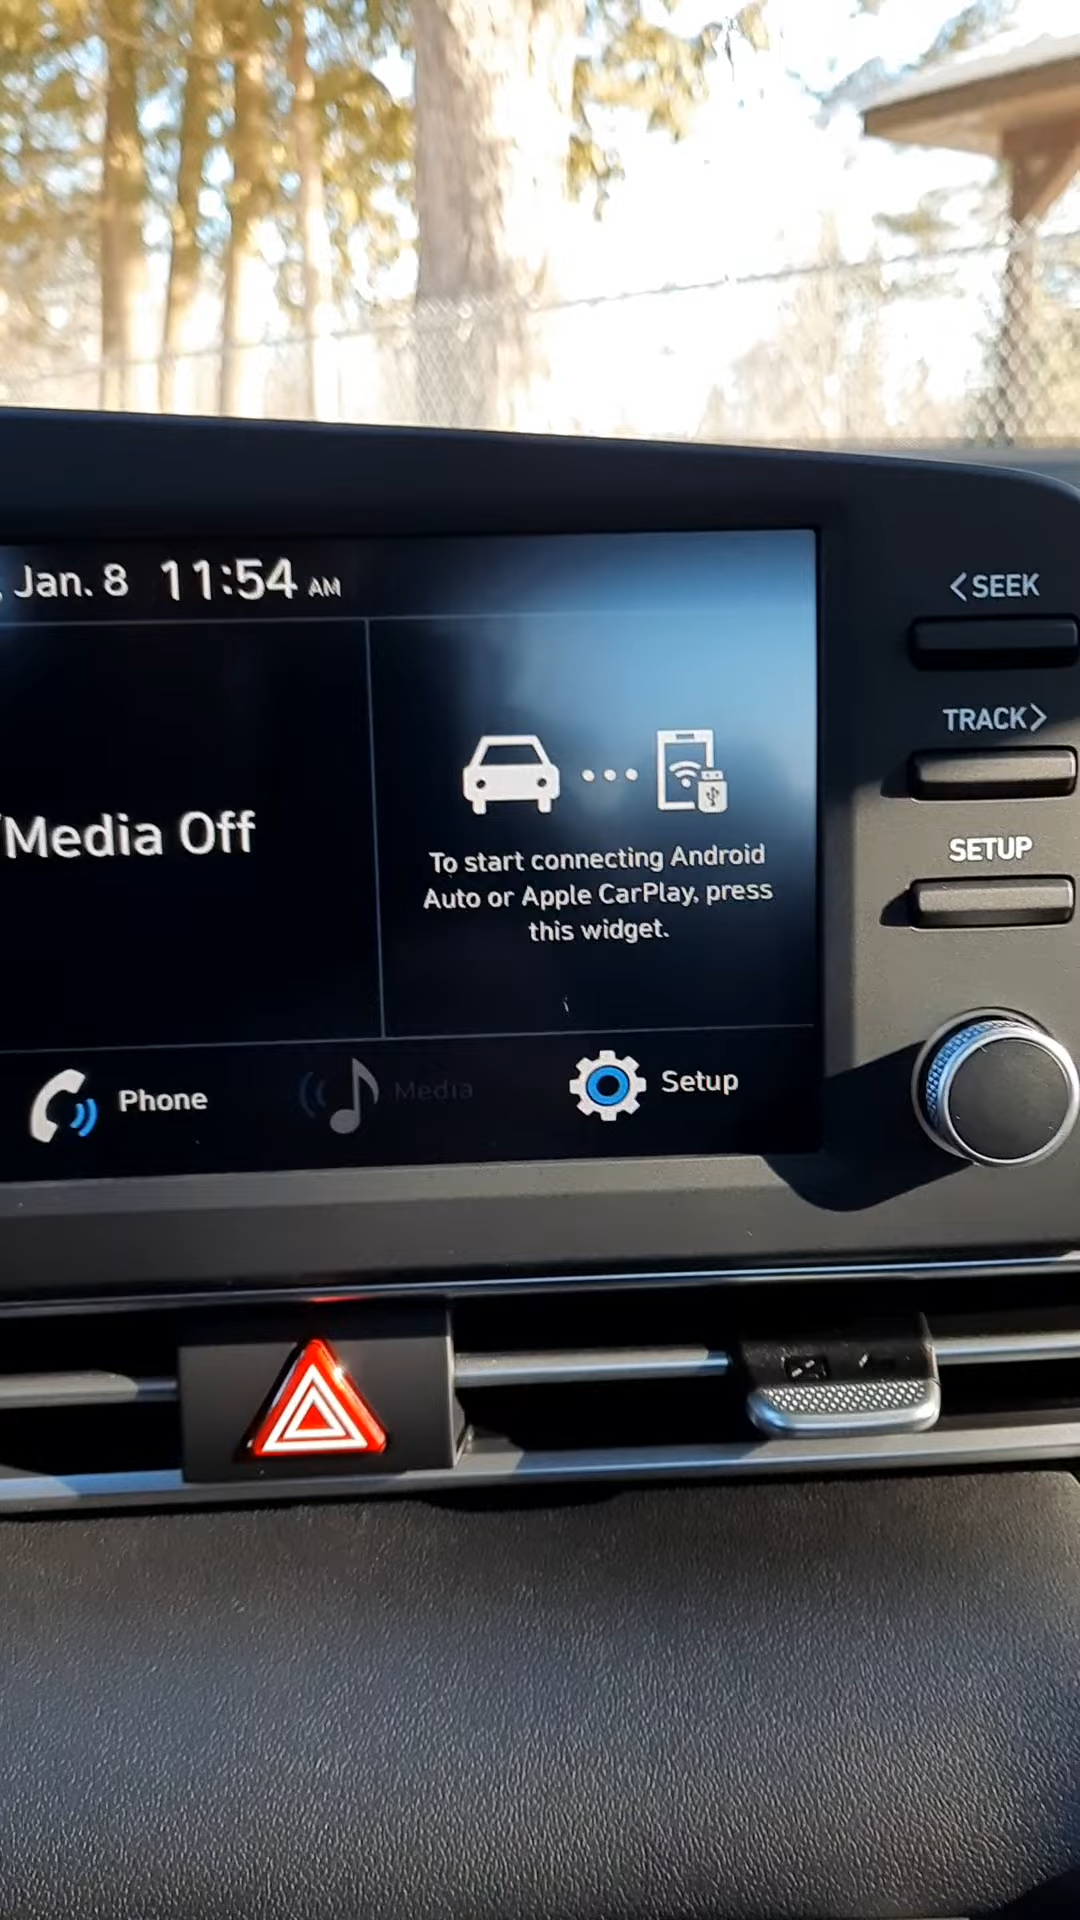 Jan. 8 11:54 AM
<SEEK
TRACK>
SETUP
/Media Off
To start connecting Android
Auto or Apple CarPlay, press
this widget.
Phone
Media
Setup